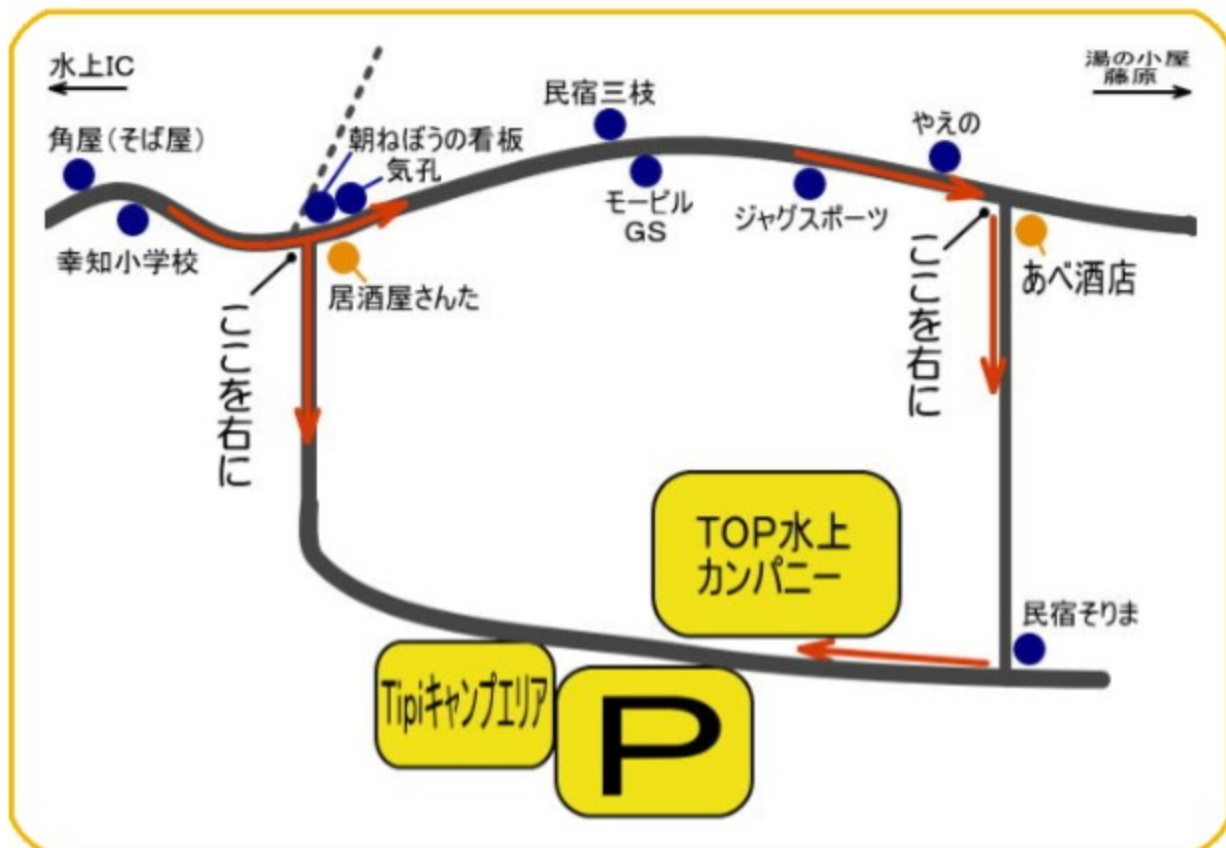 水上IC
湯の小屋
藤原
民宿三枝
やえの
角屋（そば屋）
朝ねぼうの看板
気孔
モービル
GS
ジャグスポーツ
幸知小学校
居酒屋さんた
あべ酒店
ここを右に
ここを右に
TOP水上
カンパニー
民宿そりま
Tipiキャンプエリア
P